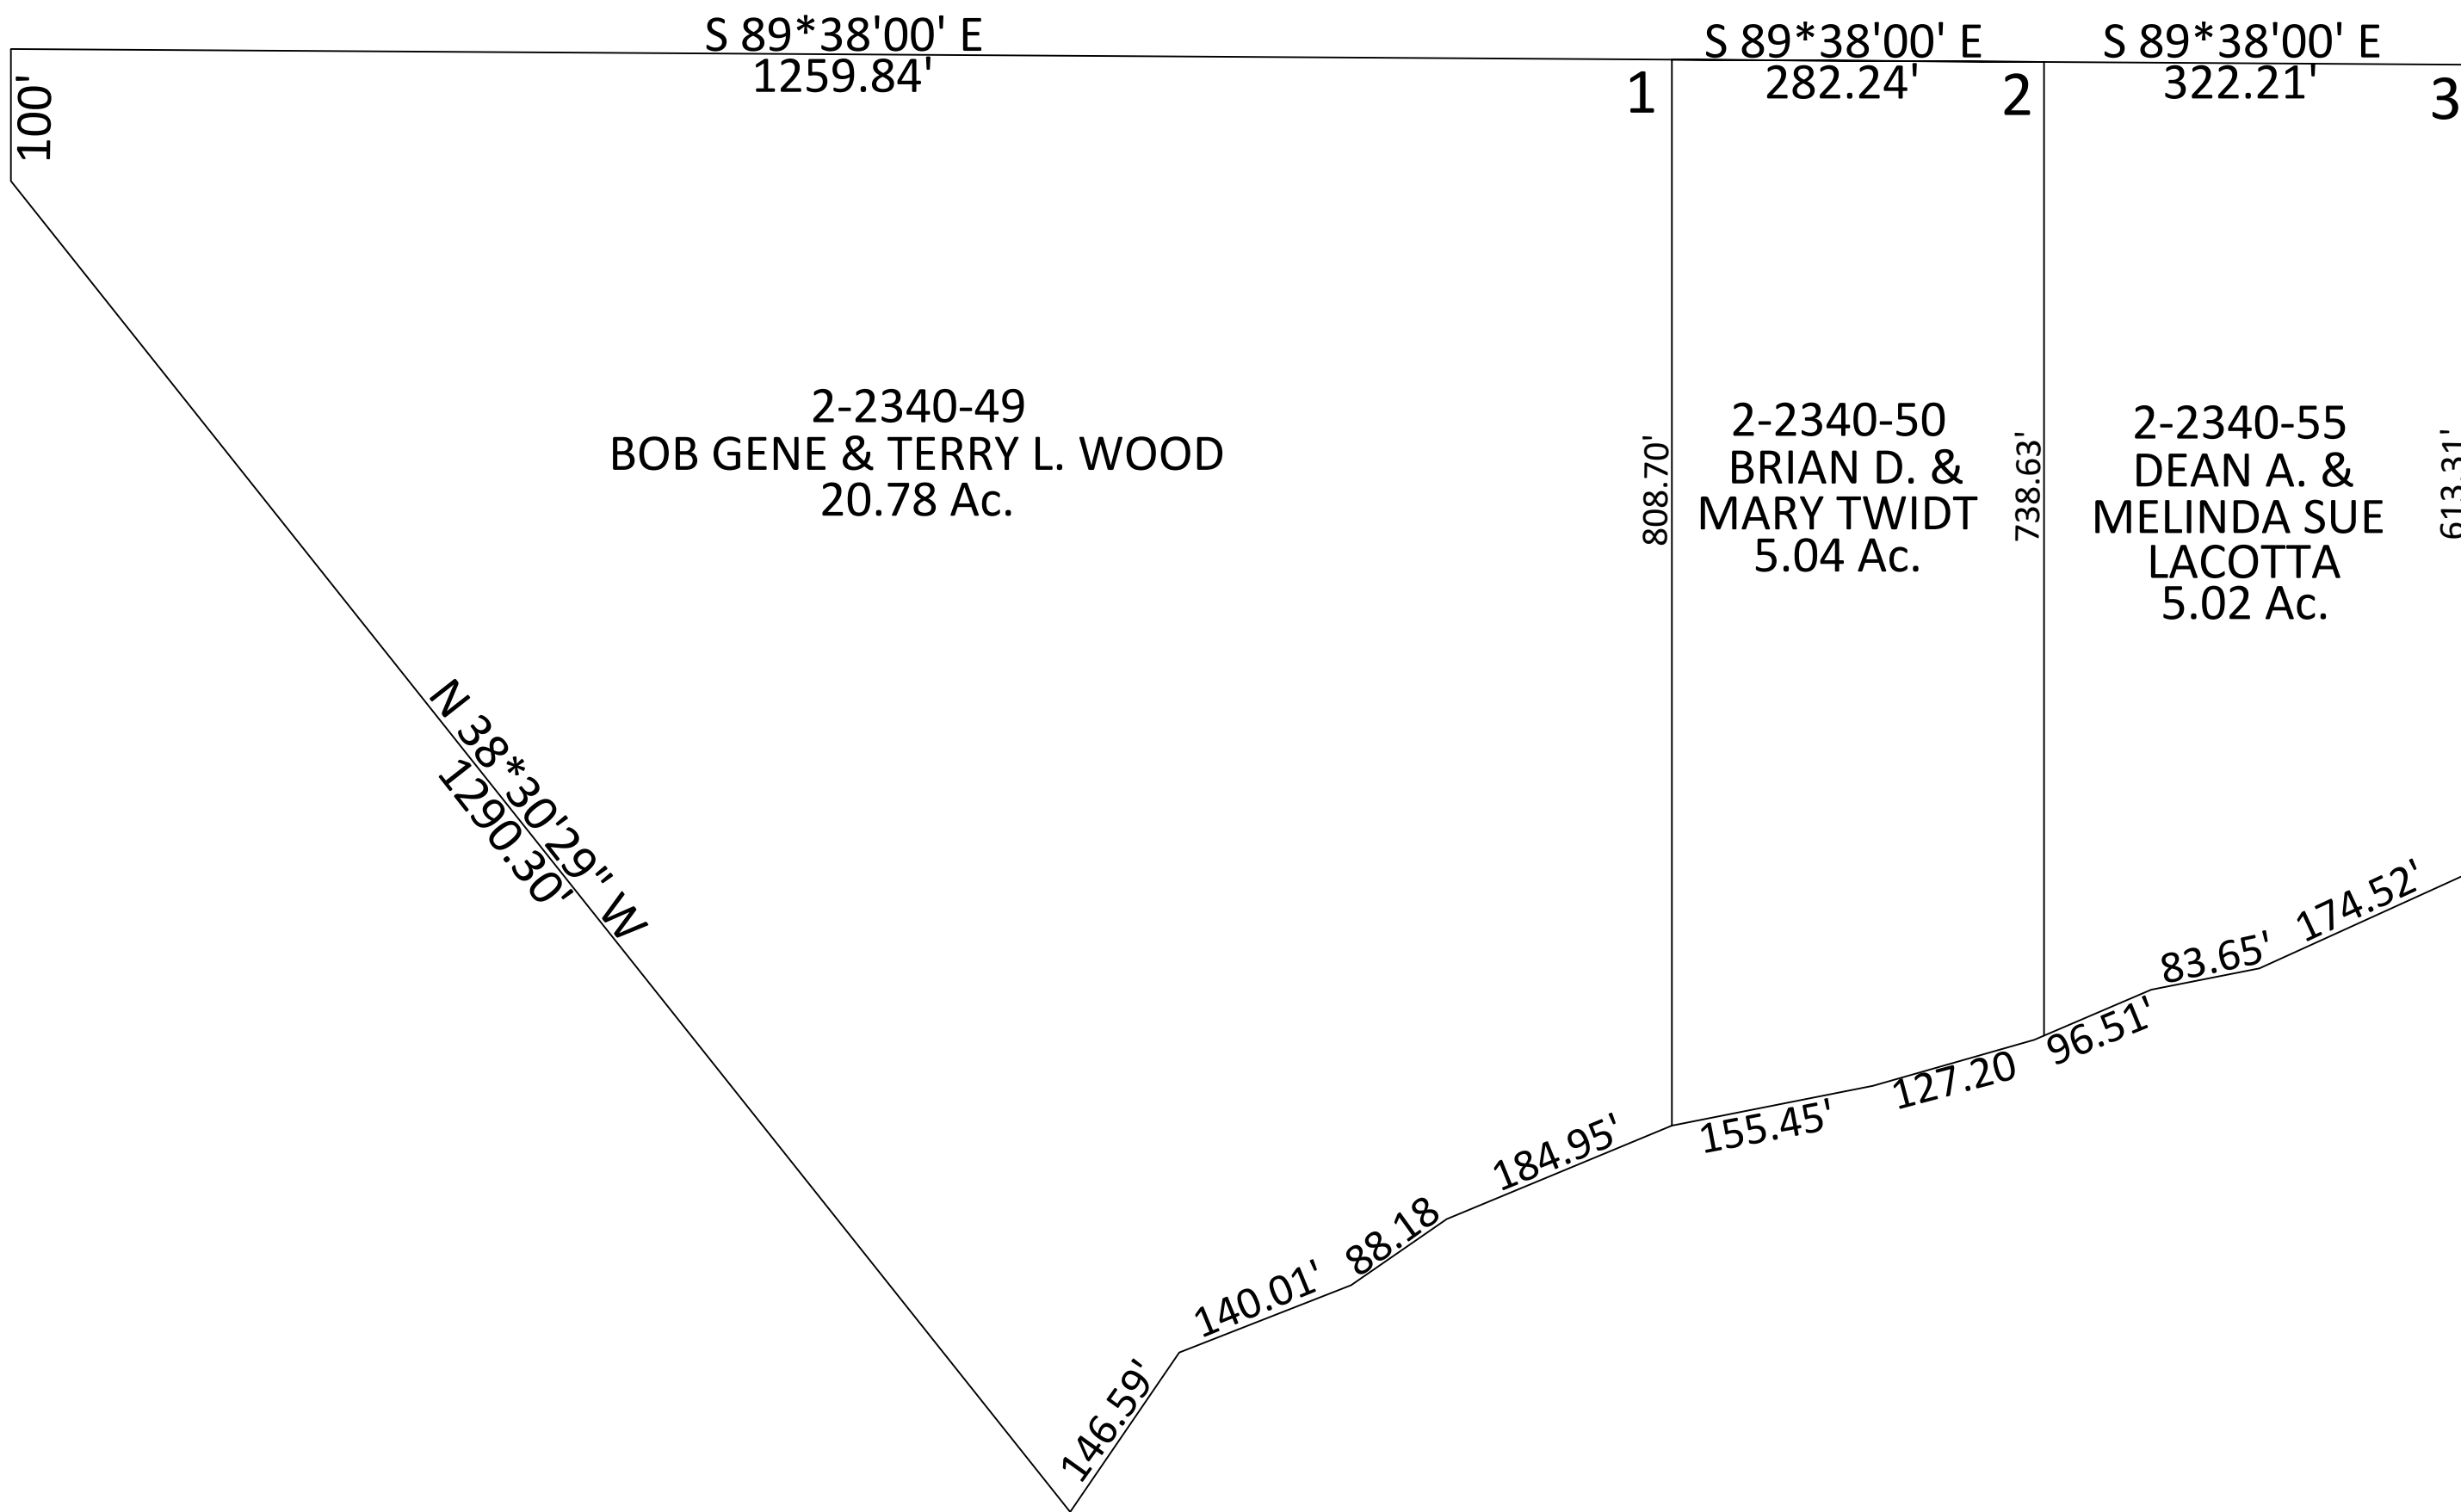 S 89*38'00' E
1259.84'
S 89*38'00' E
282.24'
S 89*38'00' E
322.21'
100'
1
2
3
2-2340-49
BOB GENE & TERRY L. WOOD
20.78 Ac.
808.70'
2-2340-50
BRIAN D. &
MARY TWIDT
5.04 Ac.
738.63'
2-2340-55
DEAN A. &
MELINDA SUE
LACOTTA
5.02 Ac.
613.31'
N 38*30'29" W
1290.30'
146.59'
140.01'
88.18
184.95'
155.45'
127.20
96.51'
83.65'
174.52'